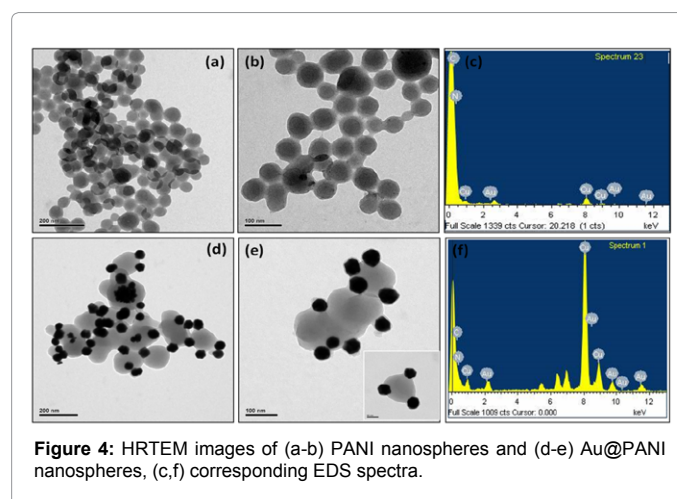 (a)
200 nm
(b)
100 nm
(c)
Spectrum 23
C
N
Cu Au Cu Cu Au Au
0 2 4 6 8 10 12
Full Scale 1339 cts Cursor: 20.218 (1 cts) keV
(d)
200 nm
(e)
100 nm
(f)
Spectrum 1
Cu
Au
C
N
Cu Au Cu Au Au Au
0 2 4 6 8 10 12
Full Scale 1009 cts Cursor: 0.000 keV
Figure 4: HRTEM images of (a-b) PANI nanospheres and (d-e) Au@PANI
nanospheres, (c,f) corresponding EDS spectra.